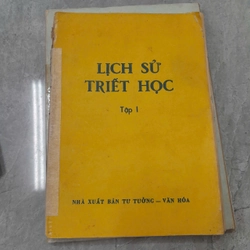 LỊCH SỬ
TRIẾT HỌC
Tập I
NHÀ XUẤT BẢN TƯ TƯỞNG — VĂN HÓA